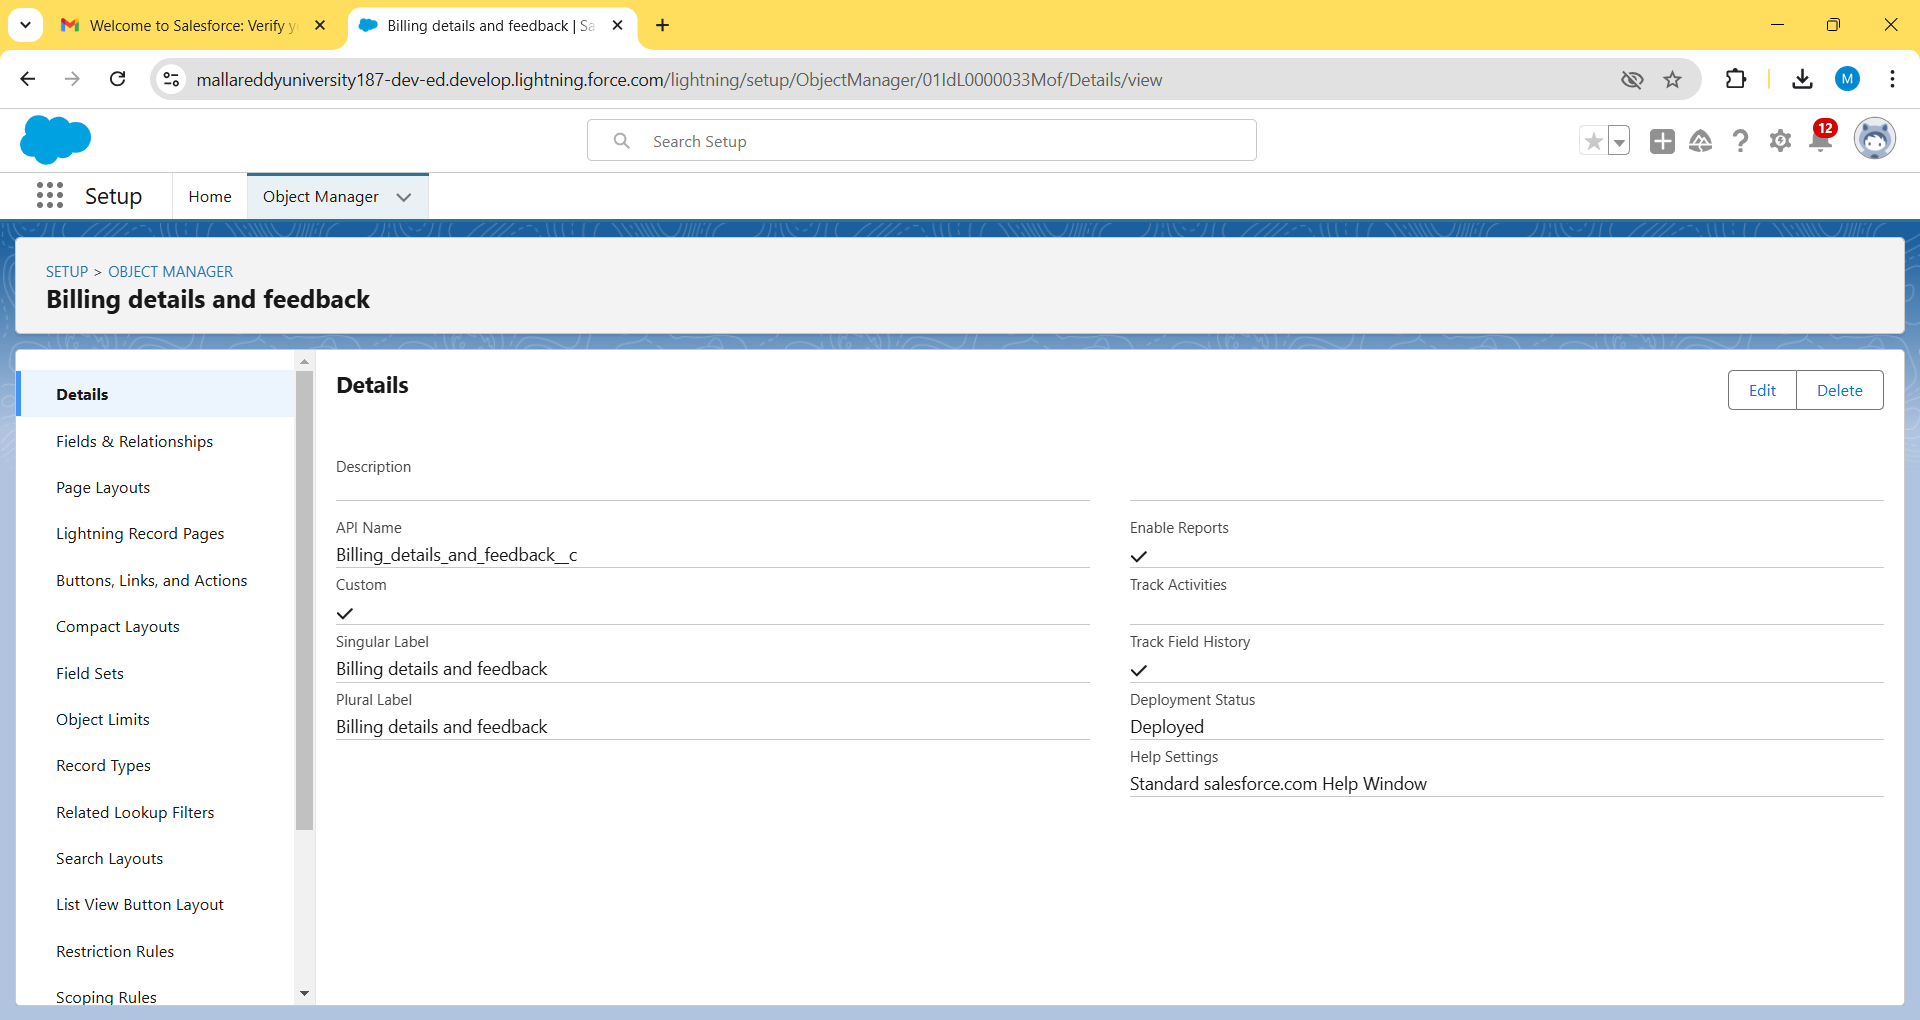 Welcome to Salesforce: Verify y
Billing details and feedback | Sa
mallareddyuniversity187-dev-ed.develop.lightning.force.com/lightning/setup/ObjectManager/01IdL0000033Mof/Details/view
M
Search Setup
12
Setup
Home
Object Manager
SETUP > OBJECT MANAGER
Billing details and feedback
Details
Fields & Relationships
Page Layouts
Lightning Record Pages
Buttons, Links, and Actions
Compact Layouts
Field Sets
Object Limits
Record Types
Related Lookup Filters
Search Layouts
List View Button Layout
Restriction Rules
Scoping Rules
Details
Edit
Delete
Description
API Name
Billing_details_and_feedback__c
Custom
Singular Label
Billing details and feedback
Plural Label
Billing details and feedback
Enable Reports
Track Activities
Track Field History
Deployment Status
Deployed
Help Settings
Standard salesforce.com Help Window